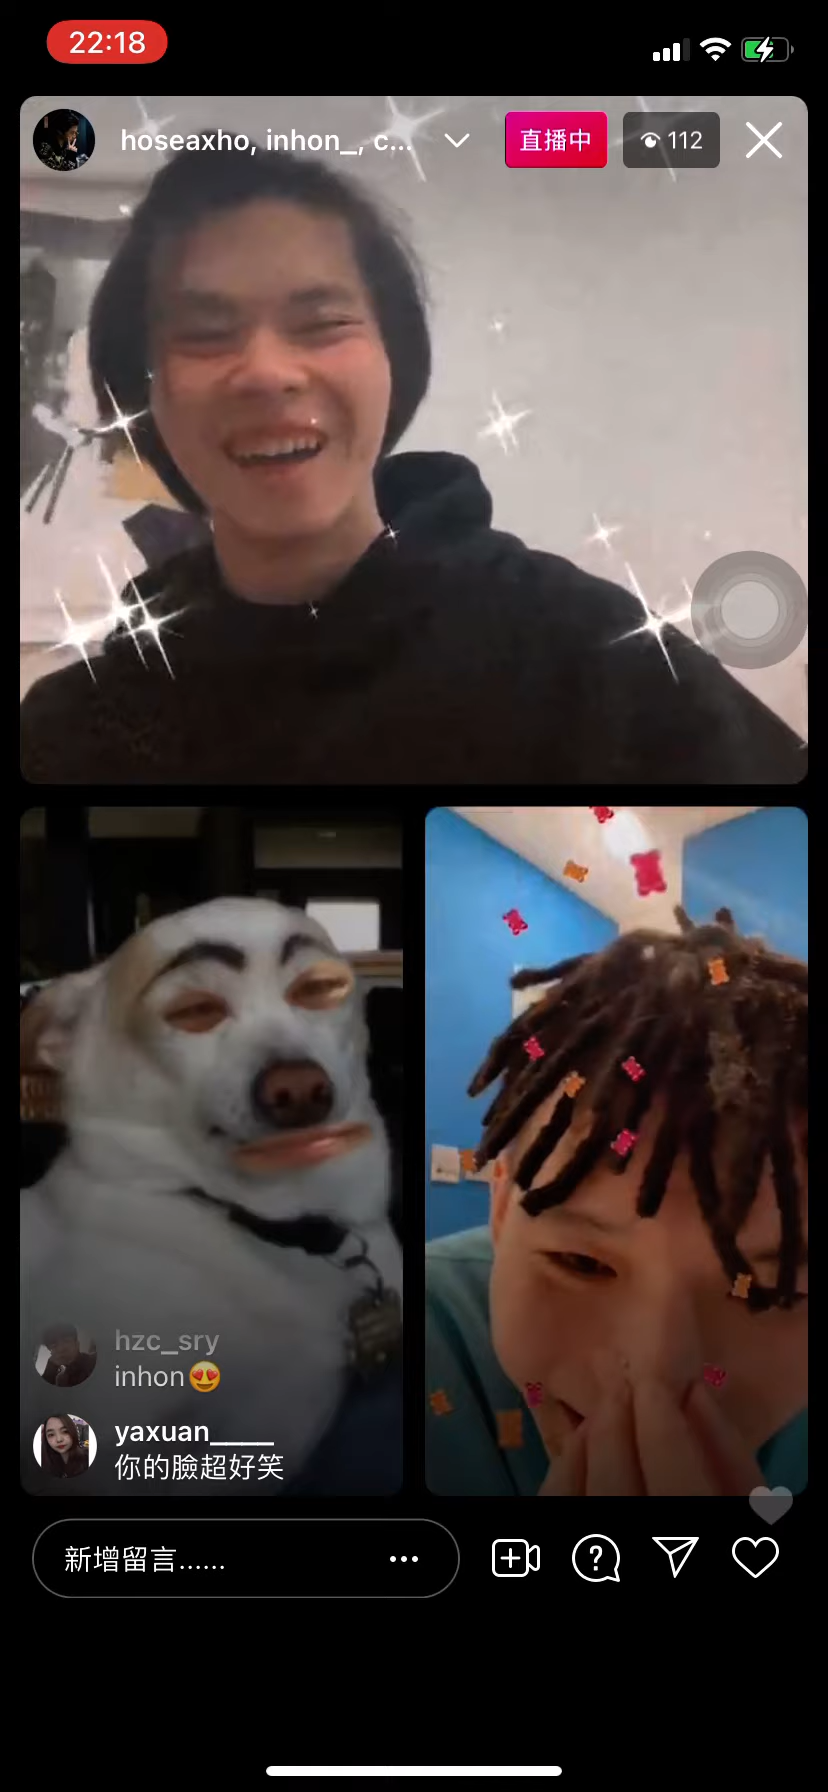 22:18
hoseaxho, inhon_, c...
直播中
112
hzc_sry
inhon😍
yaxuan____
你的臉超好笑
新增留言......